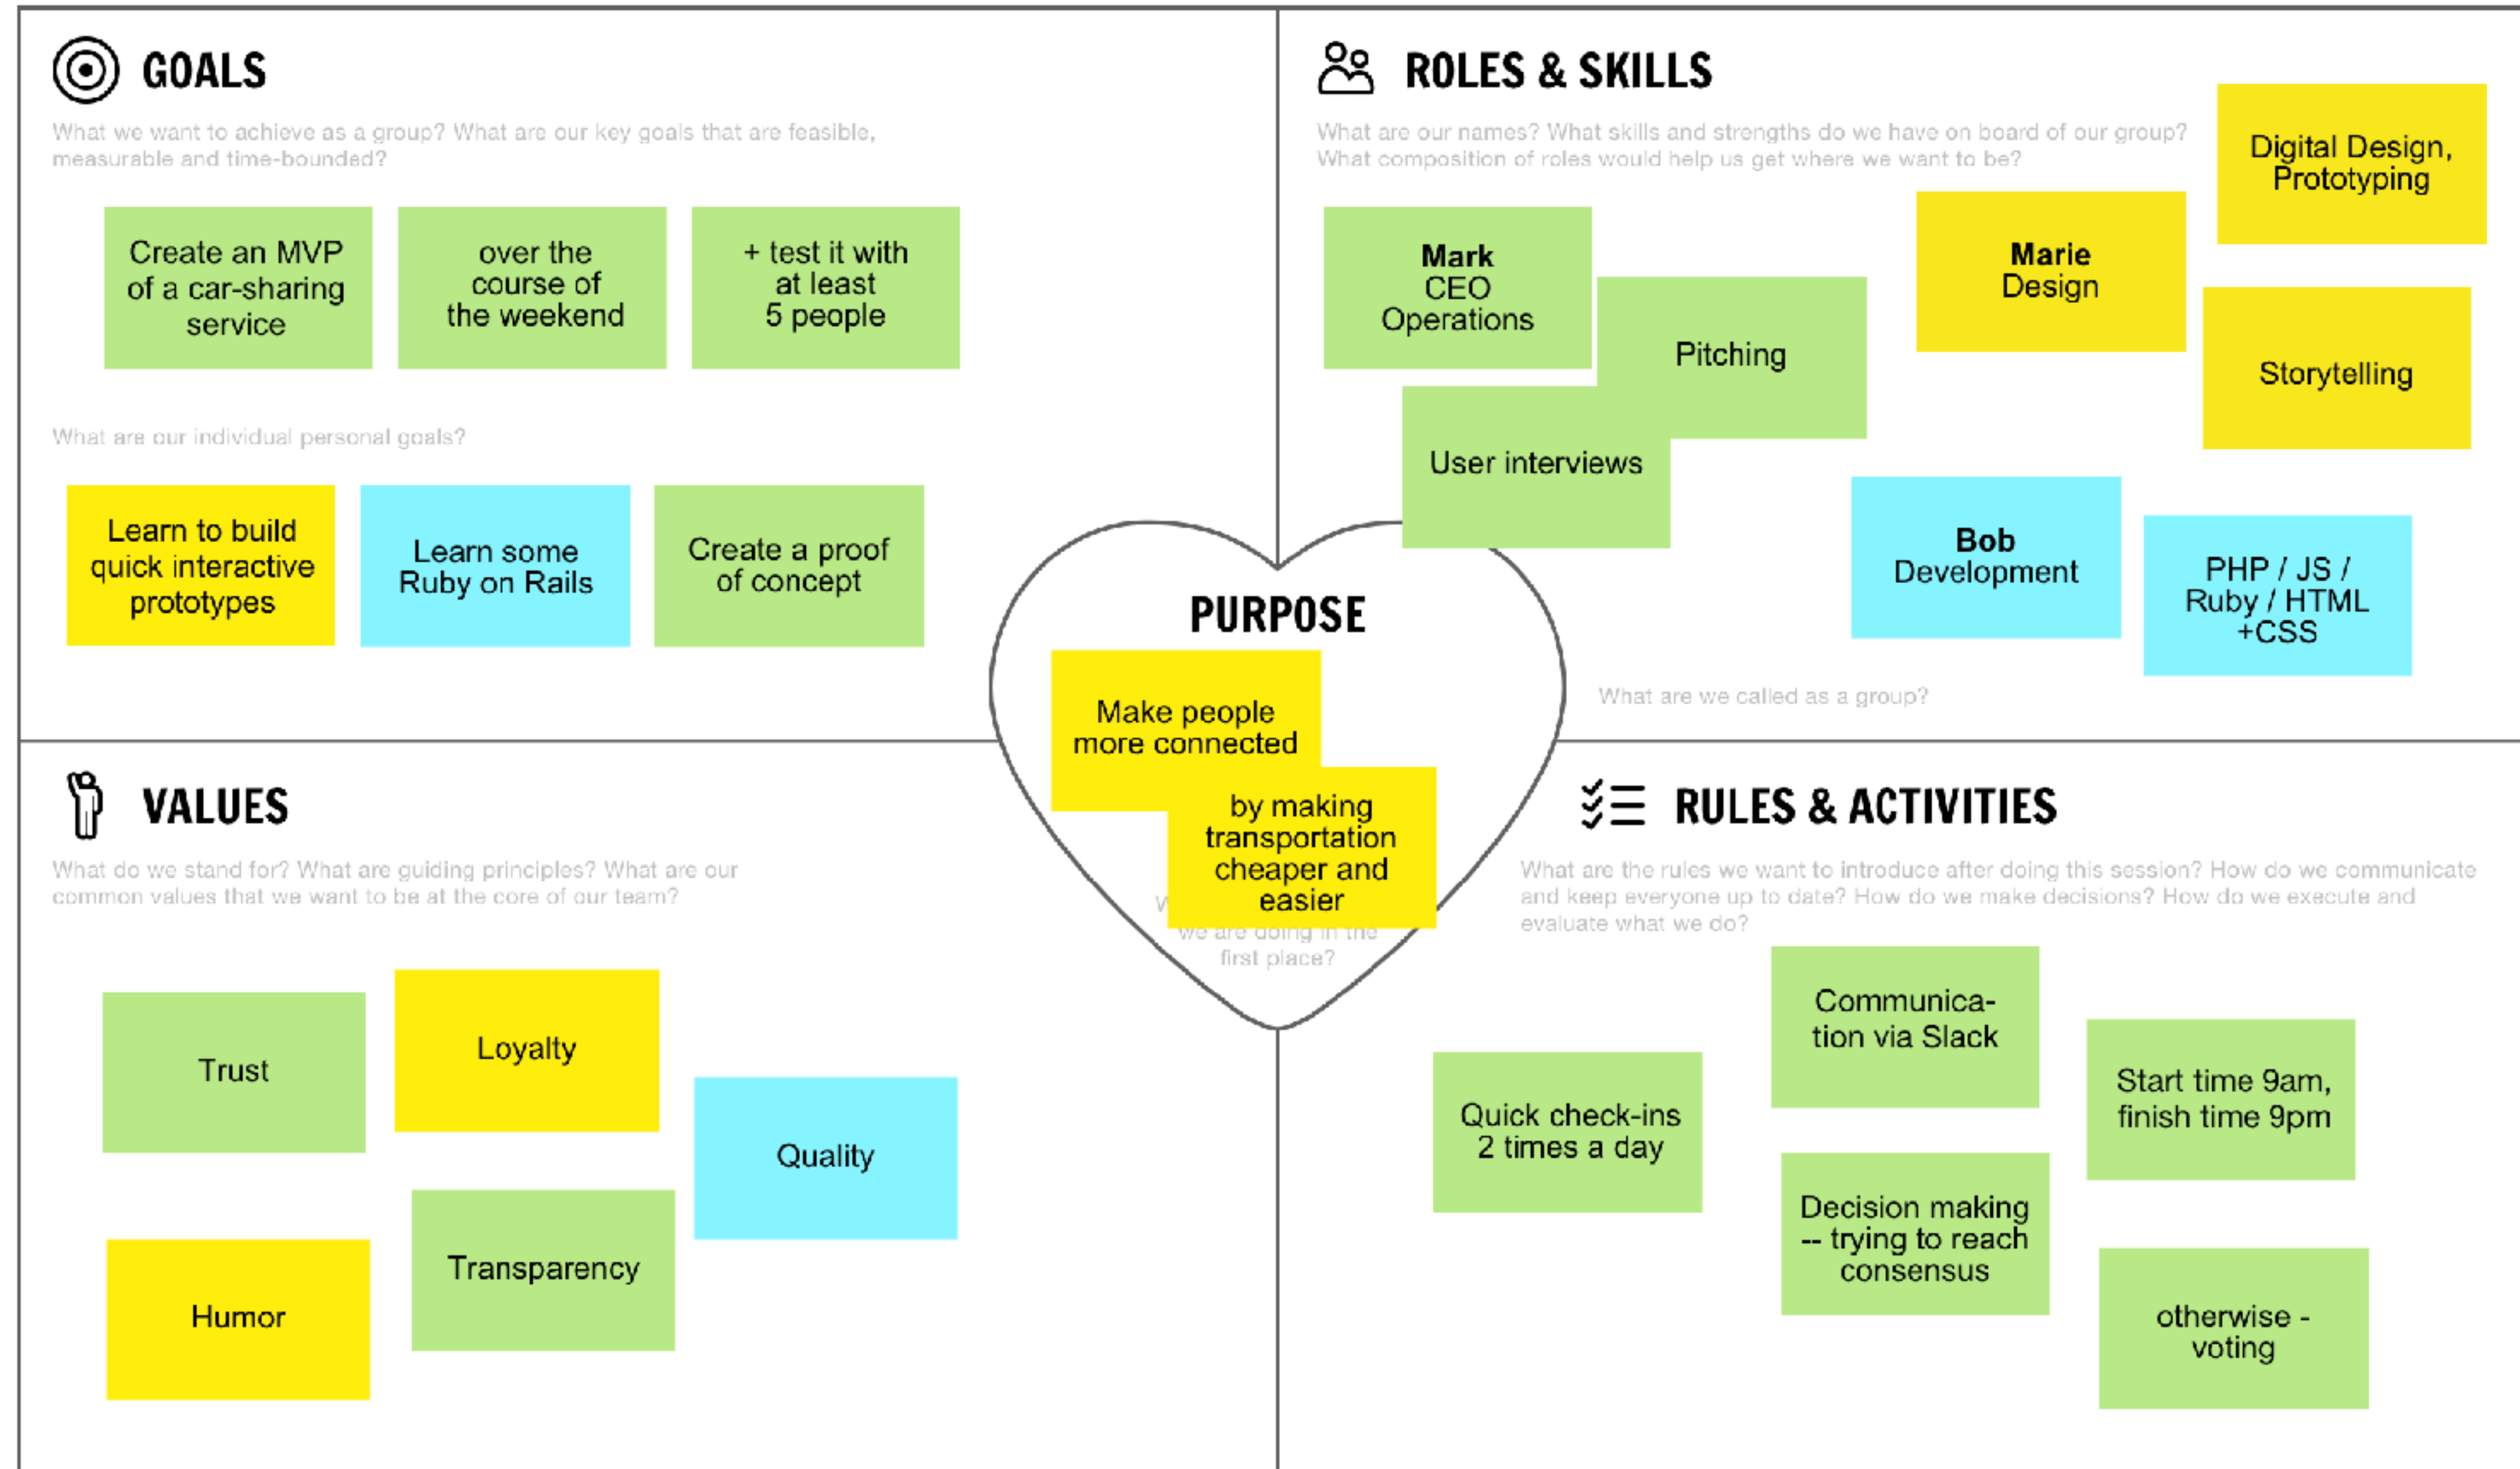 GOALS
What we want to achieve as a group? What are our key goals that are feasible,
measurable and time-bounded?
Create an MVP
of a car-sharing
service
over the
course of
the weekend
+ test it with
at least
5 people
What are our individual personal goals?
Learn to build
quick interactive
prototypes
Learn some
Ruby on Rails
Create a proof
of concept
ROLES & SKILLS
What are our names? What skills and strengths do we have on board of our group?
What composition of roles would help us get where we want to be?
Mark
CEO
Operations
Pitching
User interviews
Marie
Design
Digital Design,
Prototyping
Storytelling
Bob
Development
PHP / JS /
Ruby / HTML
+CSS
What are we called as a group?
PURPOSE
Make people
more connected
by making
transportation
cheaper and
easier
we are doing in the
first place?
VALUES
What do we stand for? What are guiding principles? What are our
common values that we want to be at the core of our team?
Trust
Loyalty
Quality
Humor
Transparency
RULES & ACTIVITIES
What are the rules we want to introduce after doing this session? How do we communicate
and keep everyone up to date? How do we make decisions? How do we execute and
evaluate what we do?
Quick check-ins
2 times a day
Communica-
tion via Slack
Start time 9am,
finish time 9pm
Decision making
-- trying to reach
consensus
otherwise -
voting